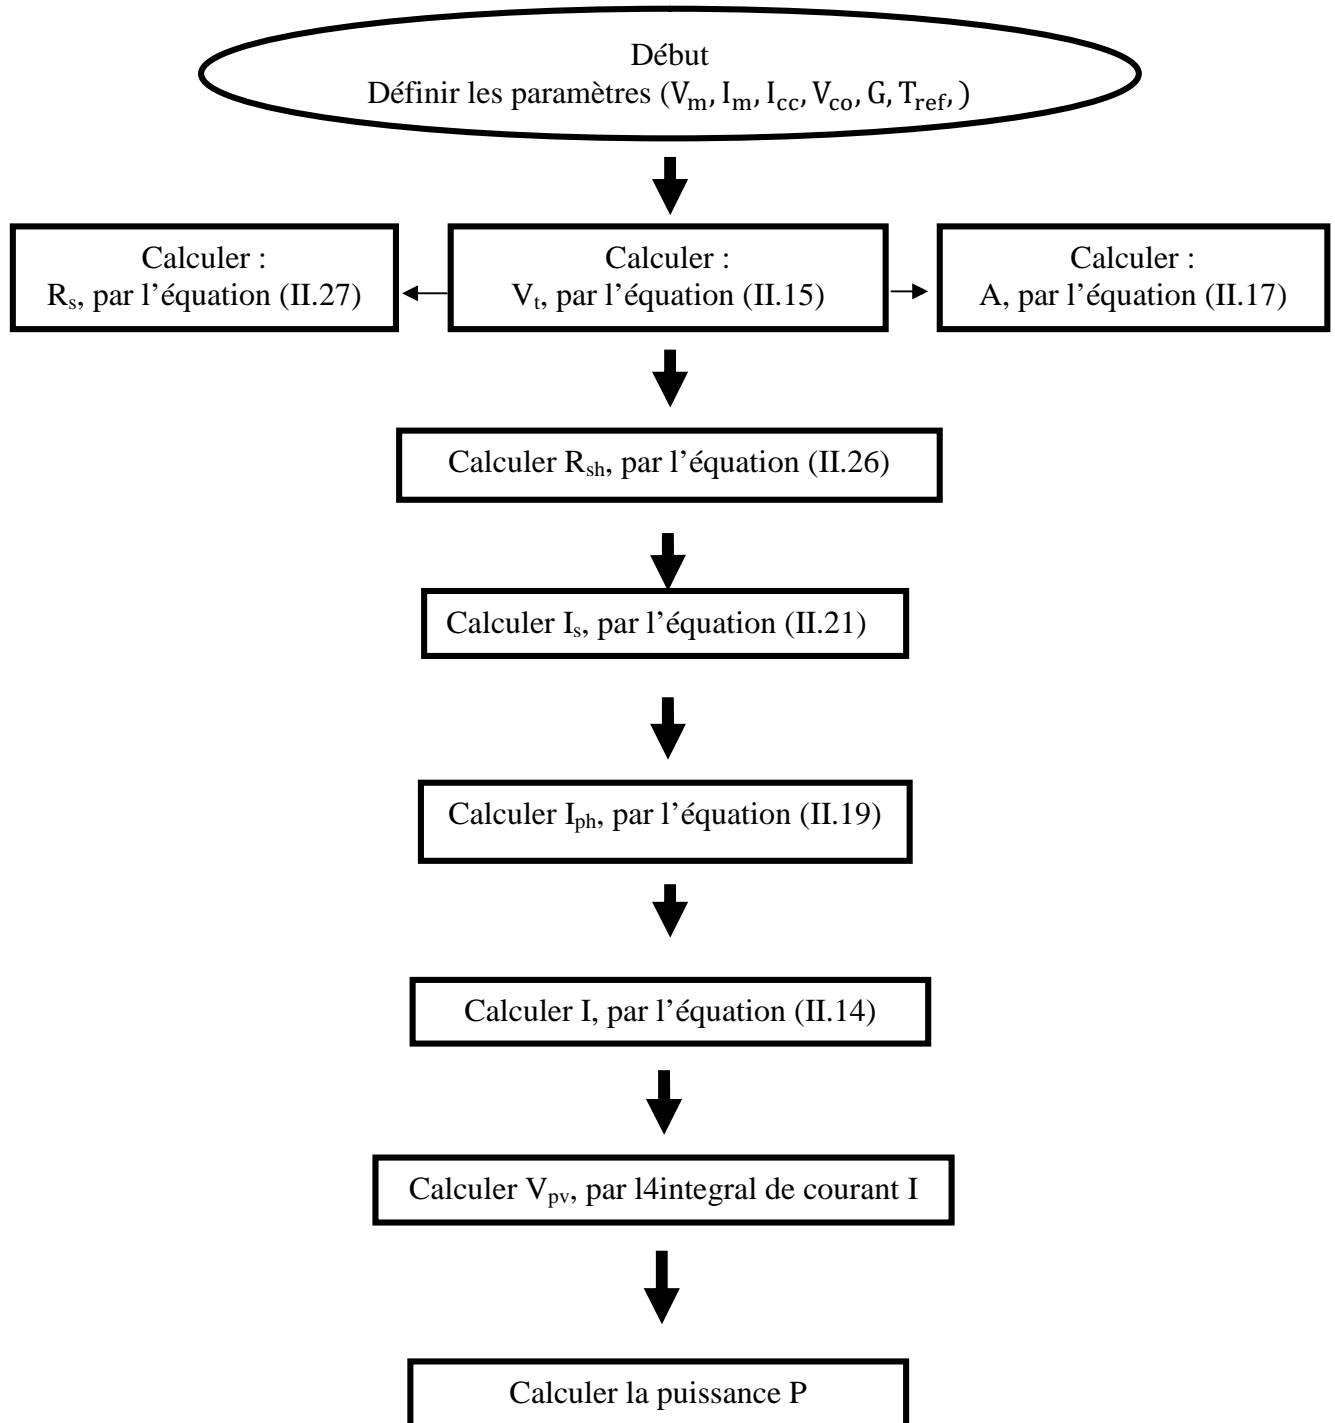 Début
Définir les paramètres (Vm, Im, Icc, Vco, G, Tref, )
Calculer :
Rs, par l’équation (II.27)
Calculer :
Vt, par l’équation (II.15)
Calculer :
A, par l’équation (II.17)
Calculer Rsh, par l’équation (II.26)
Calculer Is, par l’équation (II.21)
Calculer Iph, par l’équation (II.19)
Calculer I, par l’équation (II.14)
Calculer Vpv, par l4integral de courant I
Calculer la puissance P